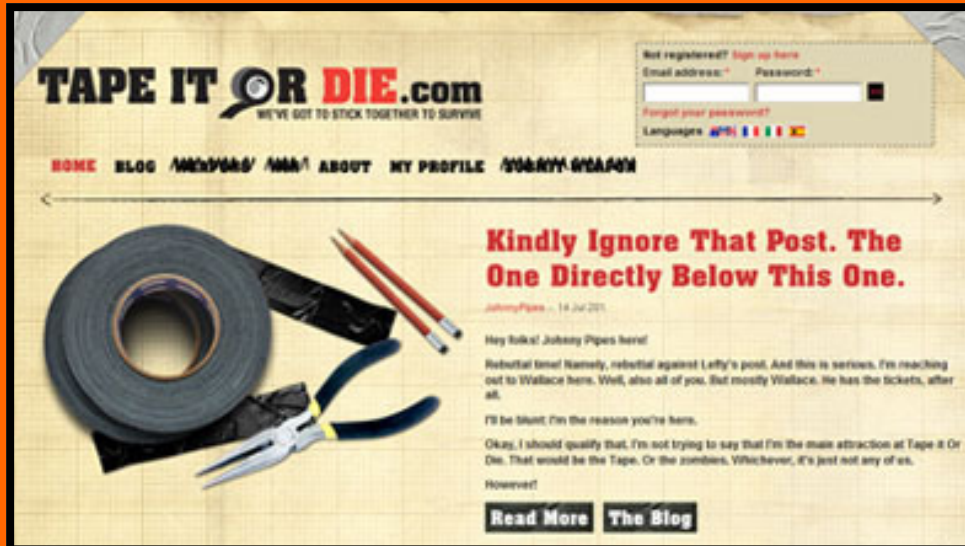 Not registered? Sign up here
Email address:* Password:*
Forgot your password?
Languages
TAPE IT OR DIE.com
WE'VE GOT TO STICK TOGETHER TO SURVIVE
HOME BLOG ABOUT MY PROFILE
Kindly Ignore That Post. The
One Directly Below This One.
JohnnyPipes - 14 Jul 201
Hey folks! Johnny Pipes here!
Rebuttal time! Namely, rebuttal against Lefty's post. And this is serious. I'm reaching
out to Wallace here. Well, also all of you. But mostly Wallace. He has the tickets, after
all.
I'll be blunt: I'm the reason you're here.
Okay, I should qualify that. I'm not trying to say that I'm the main attraction at Tape it Or
Die. That would be the Tape. Or the zombies. Whichever, it's just not any of us.
However!
Read More The Blog